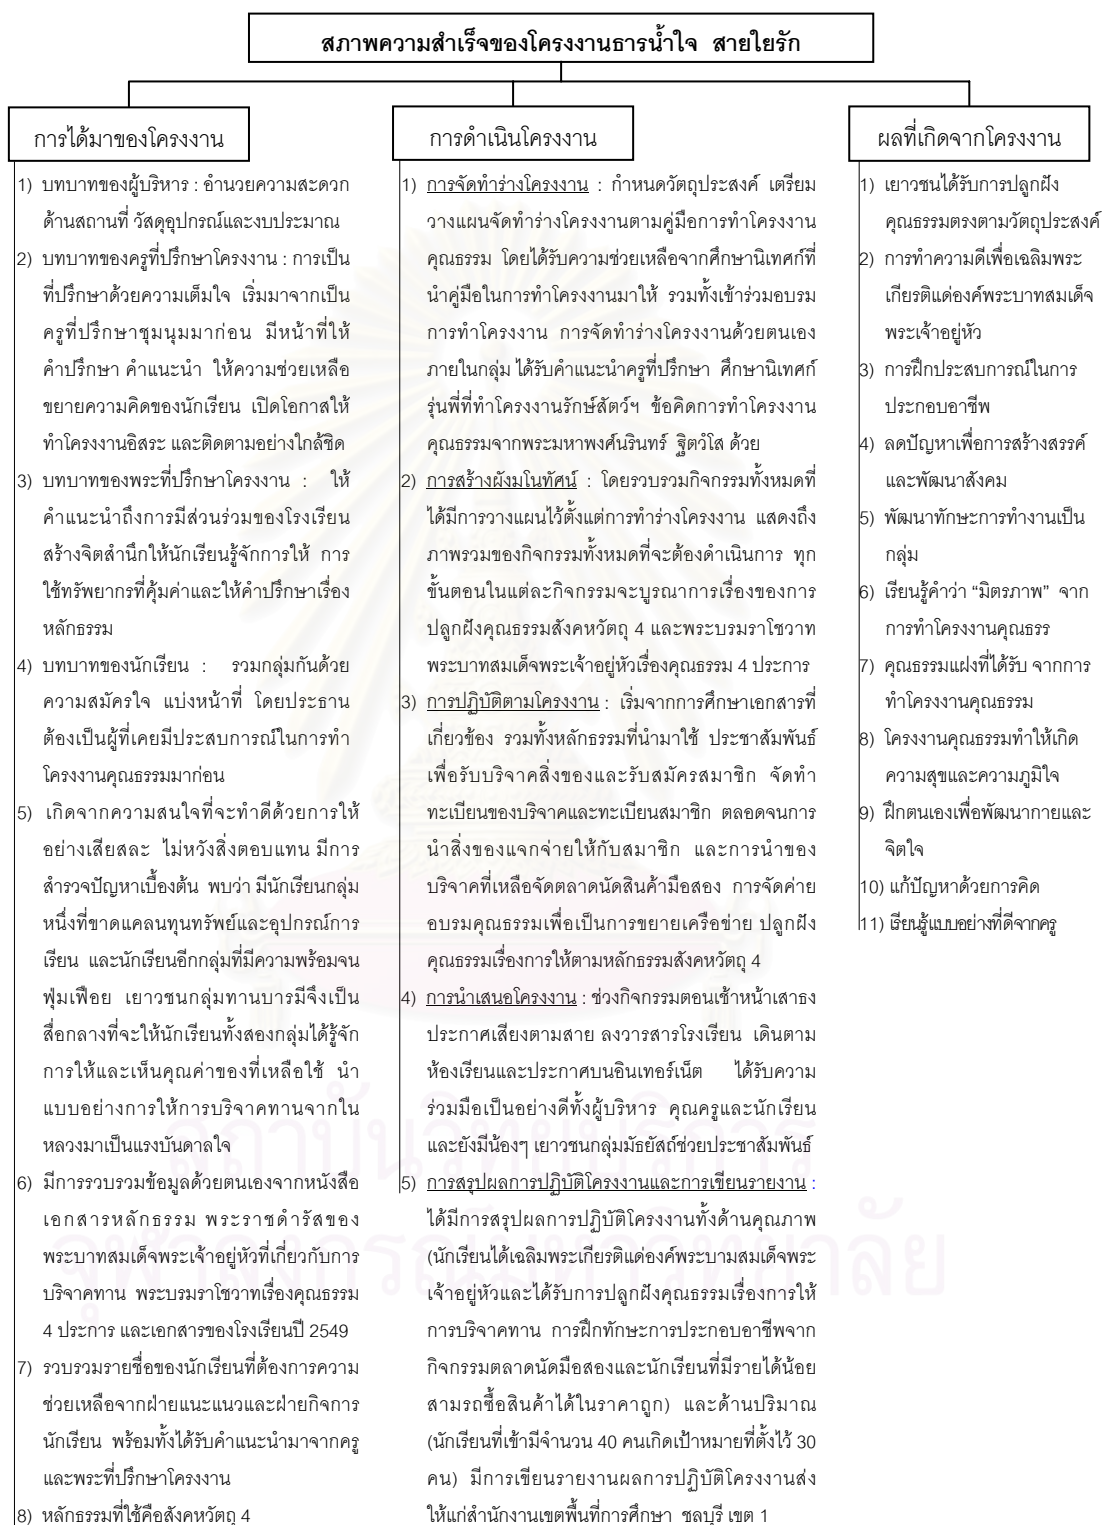 สภาพความสำเร็จของโครงงานธารน้ำใจ สายใยรัก
การได้มาของโครงงาน
1) บทบาทของผู้บริหาร : อำนวยความสะดวก
ด้านสถานที่ วัสดุอุปกรณ์และงบประมาณ
2) บทบาทของครูที่ปรึกษาโครงงาน : การเป็น
ที่ปรึกษาด้วยความเต็มใจ เริ่มมาจากเป็น
ครูที่ปรึกษาชุมนุมมาก่อน มีหน้าที่ให้
คำปรึกษา คำแนะนำ ให้ความช่วยเหลือ
ขยายความคิดของนักเรียน เปิดโอกาสให้
ทำโครงงานอิสระ และติดตามอย่างใกล้ชิด
3) บทบาทของพระที่ปรึกษาโครงงาน : ให้
คำแนะนำถึงการมีส่วนร่วมของโรงเรียน
สร้างจิตสำนึกให้นักเรียนรู้จักการให้ การ
ใช้ทรัพยากรที่คุ้มค่าและให้คำปรึกษาเรื่อง
หลักธรรม
4) บทบาทของนักเรียน : รวมกลุ่มกันด้วย
ความสมัครใจ แบ่งหน้าที่ โดยประธาน
ต้องเป็นผู้ที่เคยมีประสบการณ์ในการทำ
โครงงานคุณธรรมมาก่อน
5) เกิดจากความสนใจที่จะทำดีด้วยการให้
อย่างเสียสละ ไม่หวังสิ่งตอบแทน มีการ
สำรวจปัญหาเบื้องต้น พบว่า มีนักเรียนกลุ่ม
หนึ่งที่ขาดแคลนทุนทรัพย์และอุปกรณ์การ
เรียน และนักเรียนอีกกลุ่มที่มีความพร้อมจน
ฟุ่มเฟือย เยาวชนกลุ่มทานบารมีจึงเป็น
สื่อกลางที่จะให้นักเรียนทั้งสองกลุ่มได้รู้จัก
การให้และเห็นคุณค่าของที่เหลือใช้ นำ
แบบอย่างการให้การบริจาคทานจากใน
หลวงมาเป็นแรงบันดาลใจ
6) มีการรวบรวมข้อมูลด้วยตนเองจากหนังสือ
เอกสารหลักธรรม พระราชดำรัสของ
พระบาทสมเด็จพระเจ้าอยู่หัวที่เกี่ยวกับการ
บริจาคทาน พระบรมราโชวาทเรื่องคุณธรรม
4 ประการ และเอกสารของโรงเรียนปี 2549
7) รวบรวมรายชื่อของนักเรียนที่ต้องการความ
ช่วยเหลือจากฝ่ายแนะแนวและฝ่ายกิจการ
นักเรียน พร้อมทั้งได้รับคำแนะนำมาจากครู
และพระที่ปรึกษาโครงงาน
8) หลักธรรมที่ใช้คือสังคหวัตถุ 4
การดำเนินโครงงาน
1) การจัดทำร่างโครงงาน : กำหนดวัตถุประสงค์ เตรียม
วางแผนจัดทำร่างโครงงานตามคู่มือการทำโครงงาน
คุณธรรม โดยได้รับความช่วยเหลือจากศึกษานิเทศก์ที่
นำคู่มือในการทำโครงงานมาให้ รวมทั้งเข้าร่วมอบรม
การทำโครงงาน การจัดทำร่างโครงงานด้วยตนเอง
ภายในกลุ่ม ได้รับคำแนะนำครูที่ปรึกษา ศึกษานิเทศก์
รุ่นพี่ที่ทำโครงงานรักษ์สัตว์ฯ ข้อคิดการทำโครงงาน
คุณธรรมจากพระมหาพงศ์นรินทร์ ฐิตวํโส ด้วย
2) การสร้างผังมโนทัศน์ : โดยรวบรวมกิจกรรมทั้งหมดที่
ได้มีการวางแผนไว้ตั้งแต่การทำร่างโครงงาน แสดงถึง
ภาพรวมของกิจกรรมทั้งหมดที่จะต้องดำเนินการ ทุก
ขั้นตอนในแต่ละกิจกรรมจะบูรณาการเรื่องของการ
ปลูกฝังคุณธรรมสังคหวัตถุ 4 และพระบรมราโชวาท
พระบาทสมเด็จพระเจ้าอยู่หัวเรื่องคุณธรรม 4 ประการ
3) การปฏิบัติตามโครงงาน : เริ่มจากการศึกษาเอกสารที่
เกี่ยวข้อง รวมทั้งหลักธรรมที่นำมาใช้ ประชาสัมพันธ์
เพื่อรับบริจาคสิ่งของและรับสมัครสมาชิก จัดทำ
ทะเบียนของบริจาคและทะเบียนสมาชิก ตลอดจนการ
นำสิ่งของแจกจ่ายให้กับสมาชิก และการนำของ
บริจาคที่เหลือจัดตลาดนัดสินค้ามือสอง การจัดค่าย
อบรมคุณธรรมเพื่อเป็นการขยายเครือข่าย ปลูกฝัง
คุณธรรมเรื่องการให้ตามหลักธรรมสังคหวัตถุ 4
4) การนำเสนอโครงงาน : ช่วงกิจกรรมตอนเช้าหน้าเสาธง
ประกาศเสียงตามสาย ลงวารสารโรงเรียน เดินตาม
ห้องเรียนและประกาศบนอินเทอร์เน็ต ได้รับความ
ร่วมมือเป็นอย่างดีทั้งผู้บริหาร คุณครูและนักเรียน
และยังมีน้องๆ เยาวชนกลุ่มมัธยัสถ์ช่วยประชาสัมพันธ์
5) การสรุปผลการปฏิบัติโครงงานและการเขียนรายงาน :
ได้มีการสรุปผลการปฏิบัติโครงงานทั้งด้านคุณภาพ
(นักเรียนได้เฉลิมพระเกียรติแด่องค์พระบามสมเด็จพระ
เจ้าอยู่หัวและได้รับการปลูกฝังคุณธรรมเรื่องการให้
การบริจาคทาน การฝึกทักษะการประกอบอาชีพจาก
กิจกรรมตลาดนัดมือสองและนักเรียนที่มีรายได้น้อย
สามรถซื้อสินค้าได้ในราคาถูก) และด้านปริมาณ
(นักเรียนที่เข้ามีจำนวน 40 คนเกิดเป้าหมายที่ตั้งไว้ 30
คน) มีการเขียนรายงานผลการปฏิบัติโครงงานส่ง
ให้แก่สำนักงานเขตพื้นที่การศึกษา ชลบุรี เขต 1
ผลที่เกิดจากโครงงาน
1) เยาวชนได้รับการปลูกฝัง
คุณธรรมตรงตามวัตถุประสงค์
2) การทำความดีเพื่อเฉลิมพระ
เกียรติแด่องค์พระบาทสมเด็จ
พระเจ้าอยู่หัว
3) การฝึกประสบการณ์ในการ
ประกอบอาชีพ
4) ลดปัญหาเพื่อการสร้างสรรค์
และพัฒนาสังคม
5) พัฒนาทักษะการทำงานเป็น
กลุ่ม
6) เรียนรู้คำว่า “มิตรภาพ” จาก
การทำโครงงานคุณธรร
7) คุณธรรมแฝงที่ได้รับ จากการ
ทำโครงงานคุณธรรม
8) โครงงานคุณธรรมทำให้เกิด
ความสุขและความภูมิใจ
9) ฝึกตนเองเพื่อพัฒนากายและ
จิตใจ
10) แก้ปัญหาด้วยการคิด
11) เรียนรู้แบบอย่างที่ดีจากครู
สถาบันวิทยบริการ
จุฬาลงกรณ์มหาวิทยาลัย